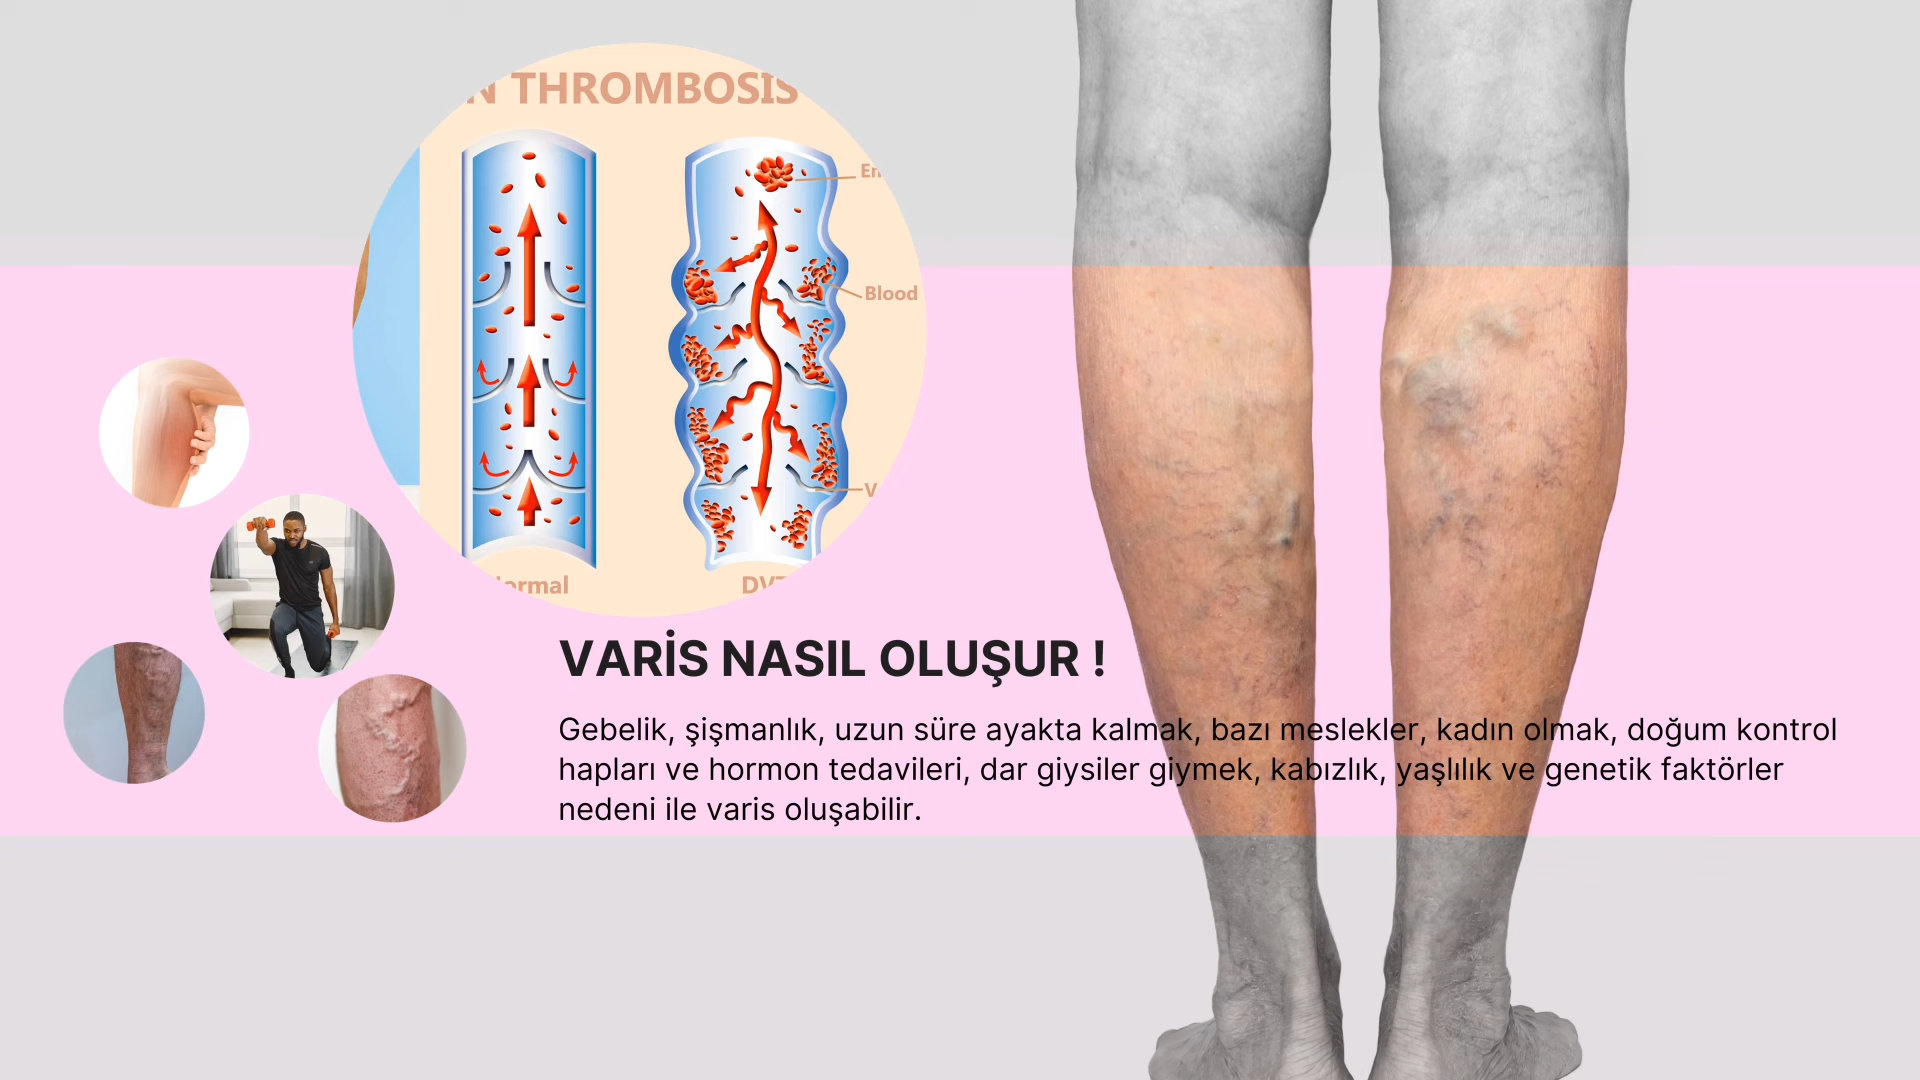 THROMBOSIS
Blood
DVT
VARİS NASIL OLUŞUR !
Gebelik, şişmanlık, uzun süre ayakta kalmak, bazı meslekler, kadın olmak, doğum kontrol
hapları ve hormon tedavileri, dar giysiler giymek, kabızlık, yaşlılık ve genetik faktörler
nedeni ile varis oluşabilir.